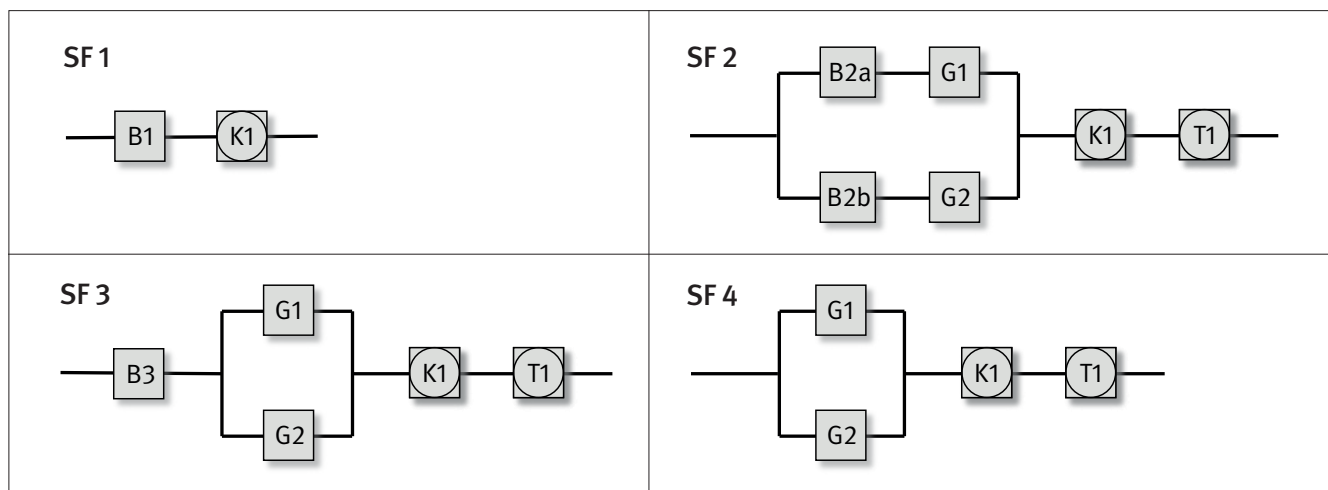 SF 1
B1 K1
SF 2
B2a G1
K1 T1
B2b G2
SF 3
G1
B3 K1 T1
G2
SF 4
G1
K1 T1
G2